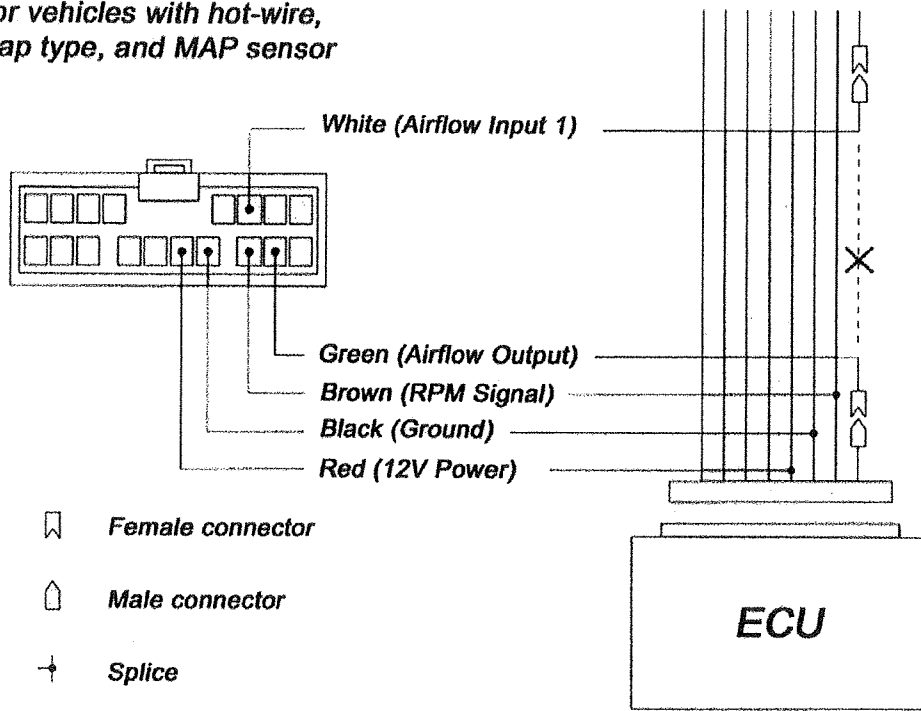 or vehicles with hot-wire,
ap type, and MAP sensor
White (Airflow Input 1)
Green (Airflow Output)
Brown (RPM Signal)
Black (Ground)
Red (12V Power)
Female connector
Male connector
Splice
ECU